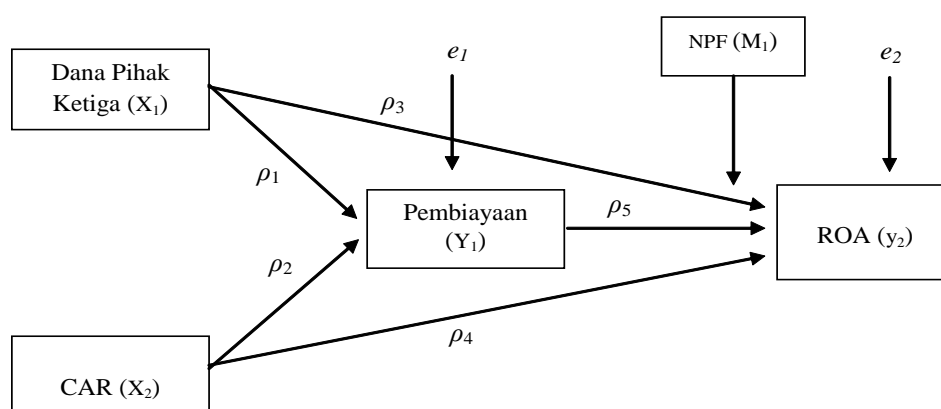 Dana Pihak
Ketiga (X₁)
e₁
NPF (M₁)
e₂
ρ₃
ρ₁
Pembiayaan
(Y₁)
ρ₅
ROA (y₂)
ρ₂
ρ₄
CAR (X₂)